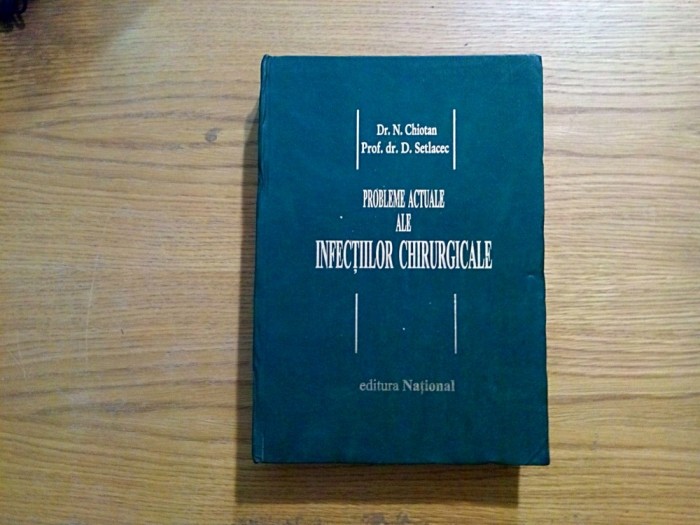 Dr. N. Chiotan
Prof. dr. D. Setlacec
PROBLEME ACTUALE
ALE
INFECȚIILOR CHIRURGICALE
editura Național